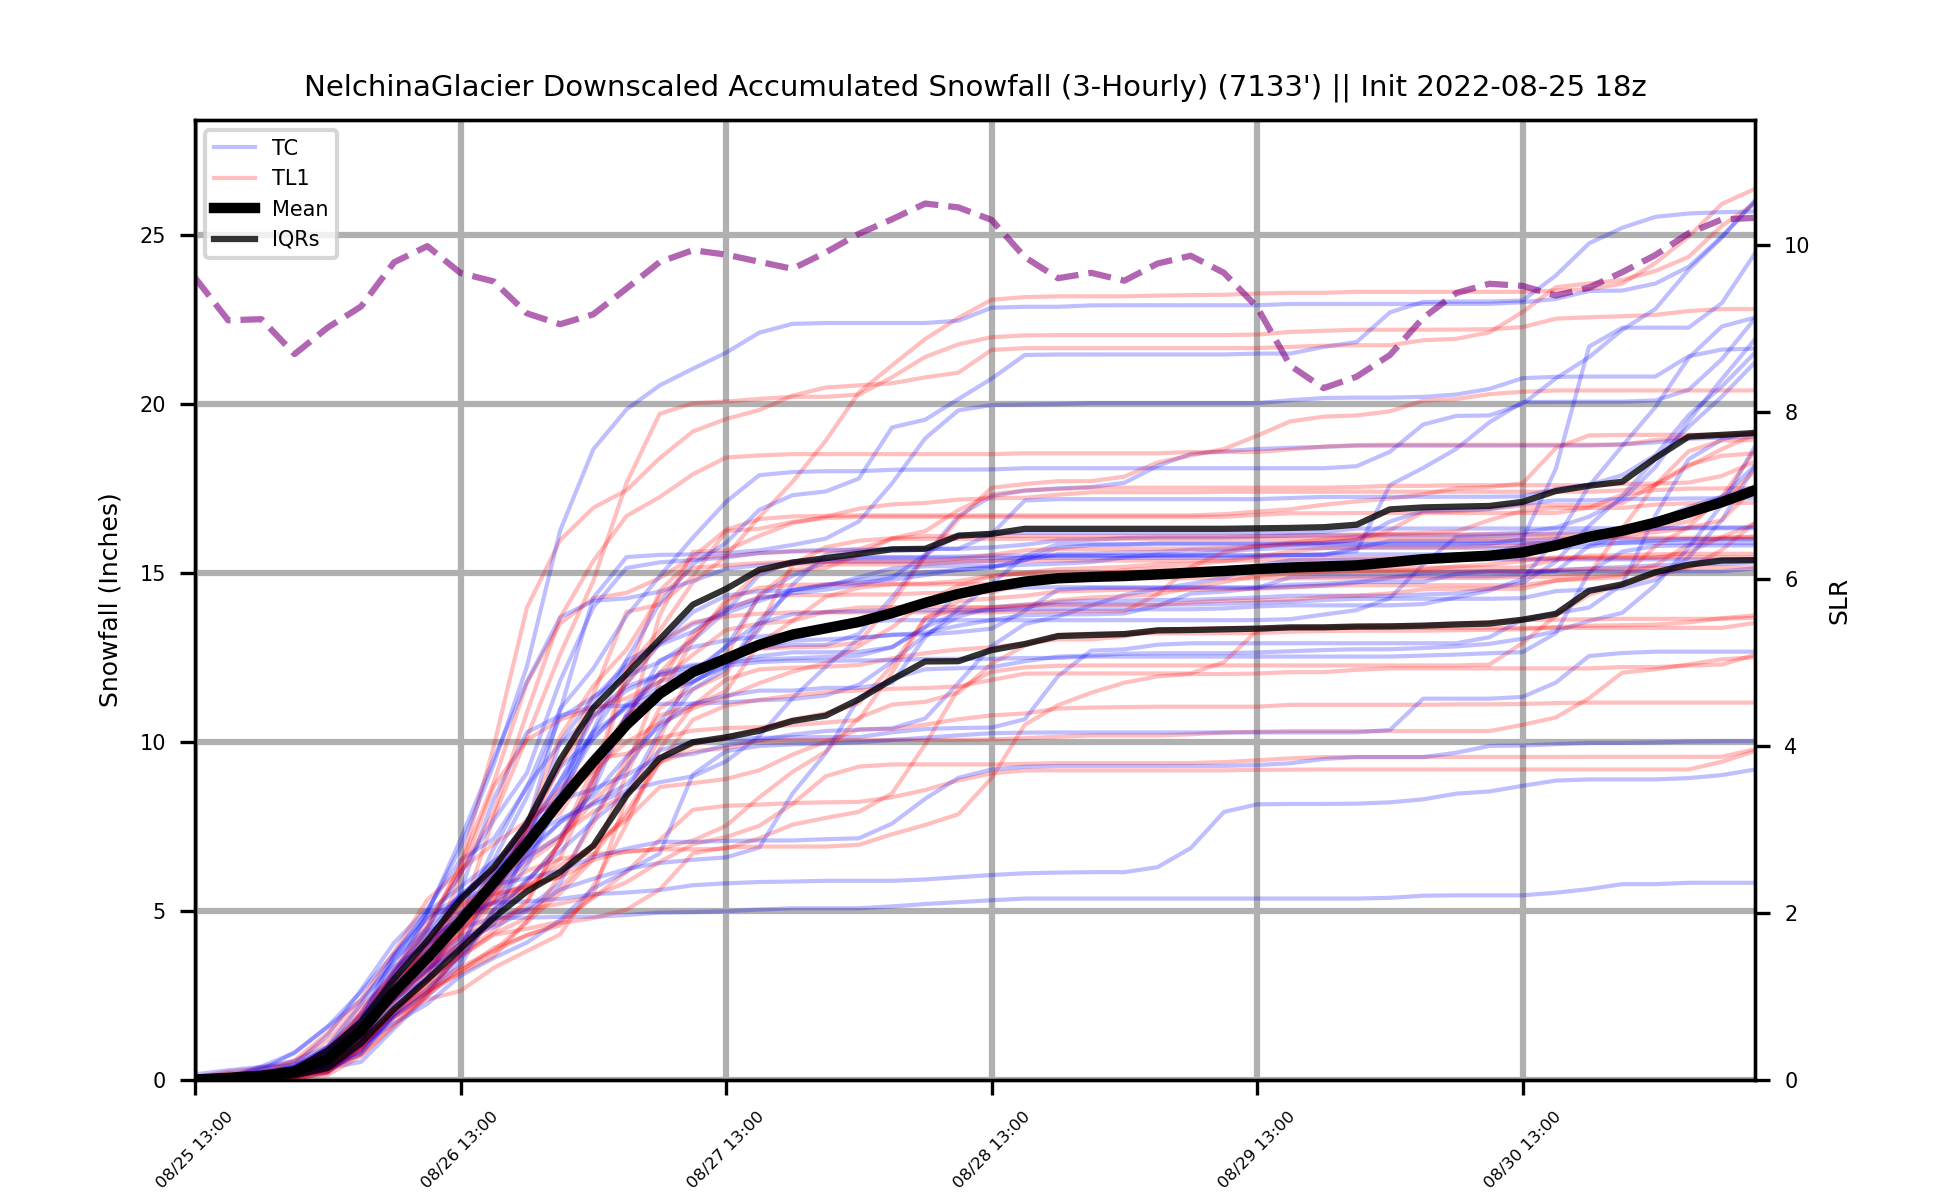 NelchinaGlacier Downscaled Accumulated Snowfall (3-Hourly) (7133') || Init 2022-08-25 18z
TC
TL1
Mean
IQRs
25
20
15
10
5
0
Snowfall (Inches)
10
8
6
4
2
0
SLR
08/25 13:00
08/26 13:00
08/27 13:00
08/28 13:00
08/29 13:00
08/30 13:00